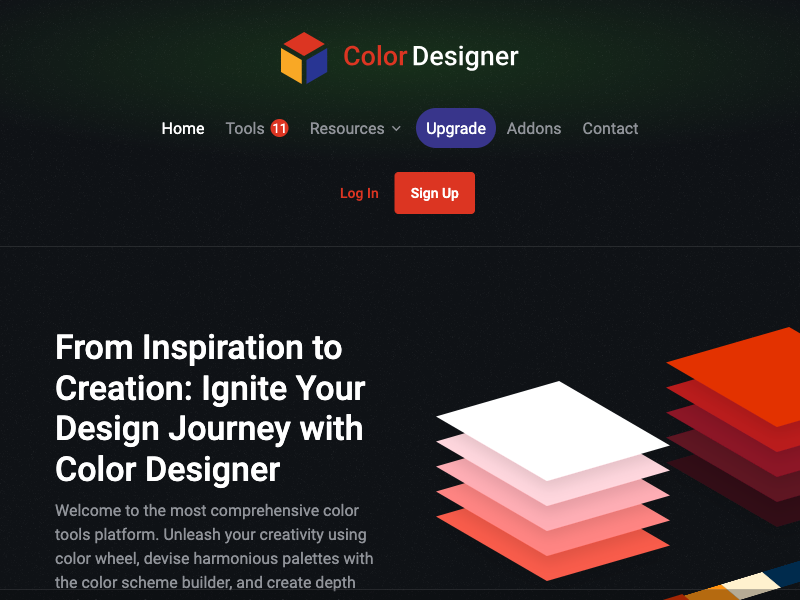 Color Designer
Home Tools 11 Resources Upgrade Addons Contact
Log In Sign Up
From Inspiration to
Creation: Ignite Your
Design Journey with
Color Designer
Welcome to the most comprehensive color
tools platform. Unleash your creativity using
color wheel, devise harmonious palettes with
the color scheme builder, and create depth